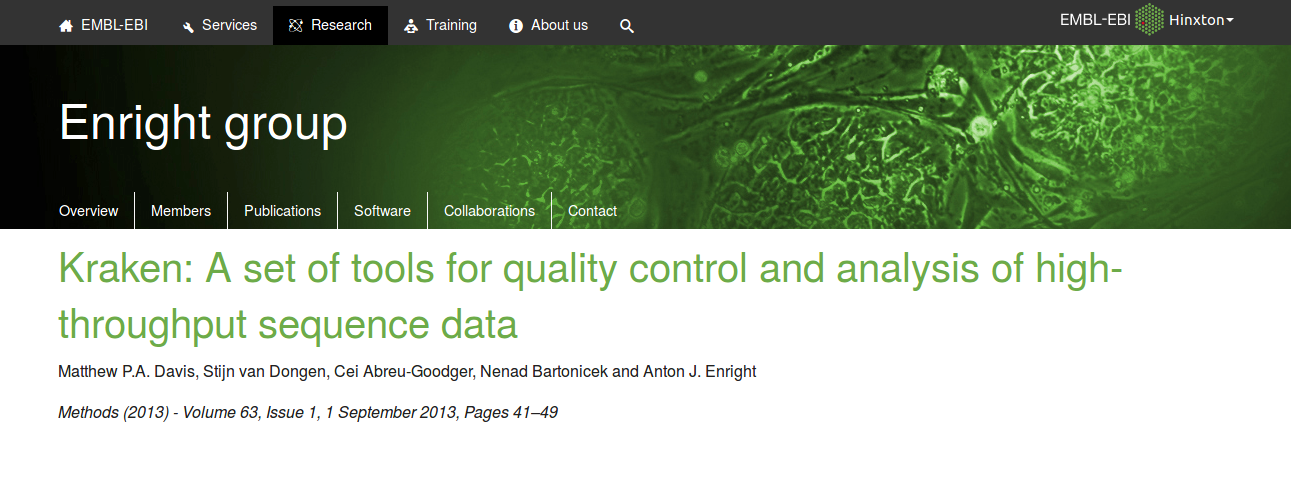 EMBL-EBI Services Research Training About us EMBL-EBI Hinxton
Enright group
Overview Members Publications Software Collaborations Contact
Kraken: A set of tools for quality control and analysis of high-
throughput sequence data
Matthew P.A. Davis, Stijn van Dongen, Cei Abreu-Goodger, Nenad Bartonicek and Anton J. Enright
Methods (2013) - Volume 63, Issue 1, 1 September 2013, Pages 41–49